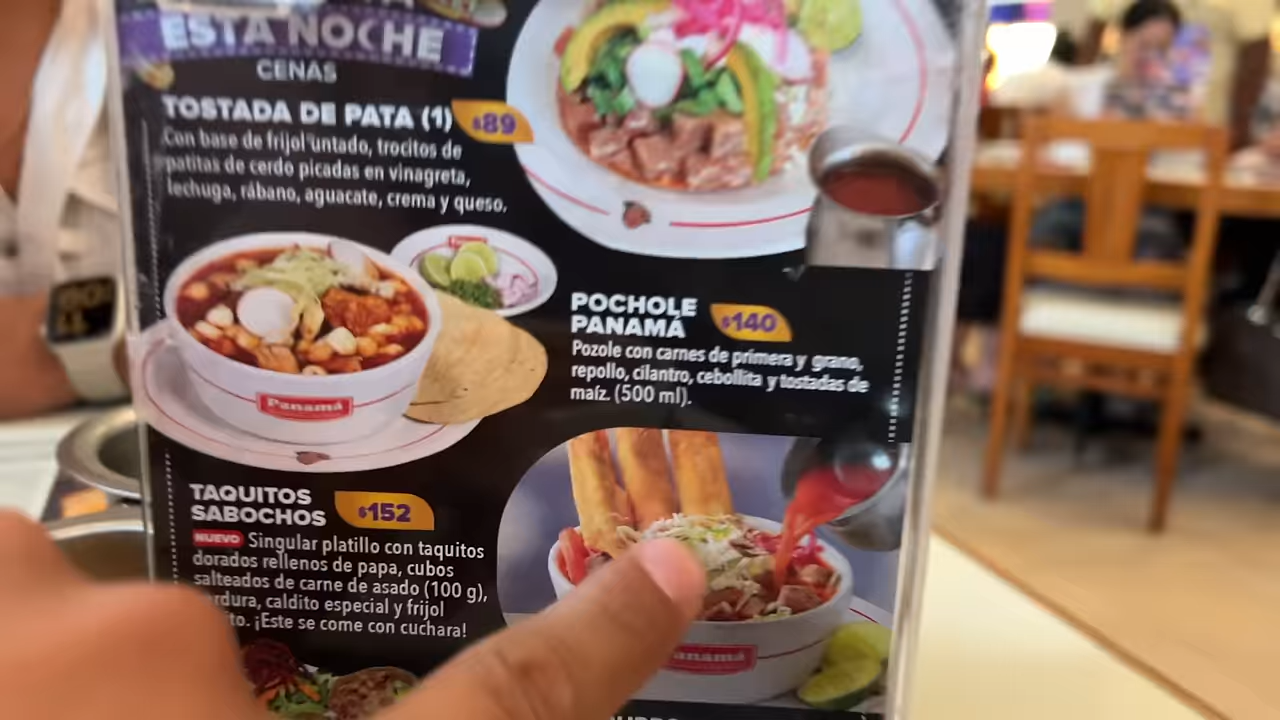 ESTA NOCHE
CENAS
TOSTADA DE PATA (1) $89
Con base de frijol untado, trocitos de
patitas de cerdo picadas en vinagreta,
lechuga, rábano, aguacate, crema y queso.
POCHOLE
PANAMÁ
$140
Pozole con carnes de primera y grano,
repollo, cilantro, cebollita y tostadas de
maíz. (500 ml).
Panamá
TAQUITOS
SABOCHOS
$152
NUEVO Singular platillo con taquitos
dorados rellenos de papa, cubos
salteados de carne de asado (100 g),
rdura, caldito especial y frijol
ito. ¡Este se come con cuchara!
Panamá